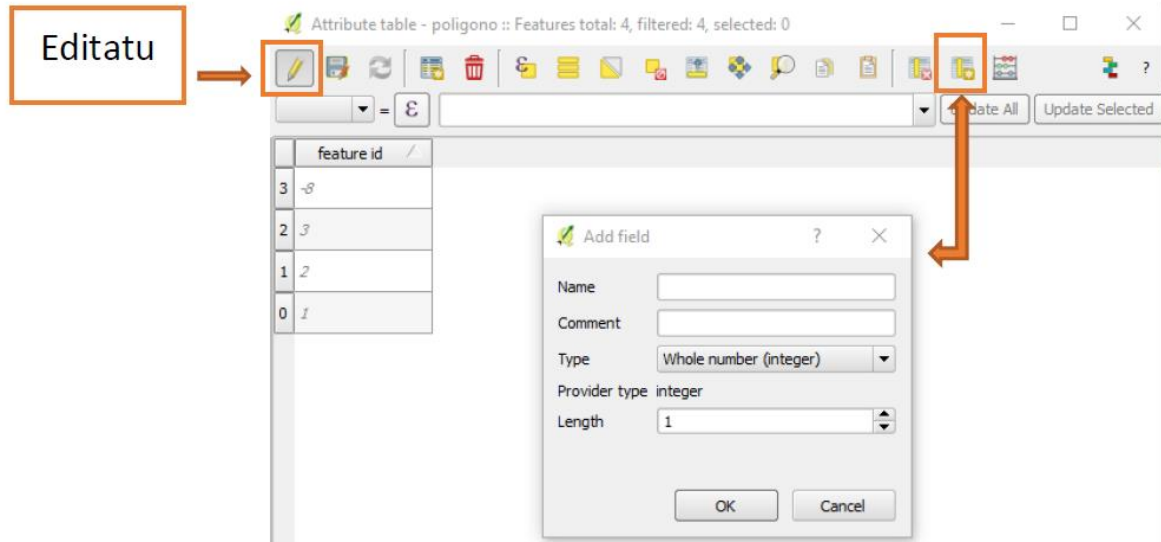 Editatu
Attribute table - poligono :: Features total: 4, filtered: 4, selected: 0
?
= ε
Update All
Update Selected
feature id
3 -8
2 3
1 2
0 1
Add field ?
Name
Comment
Type Whole number (integer)
Provider type integer
Length 1
OK Cancel